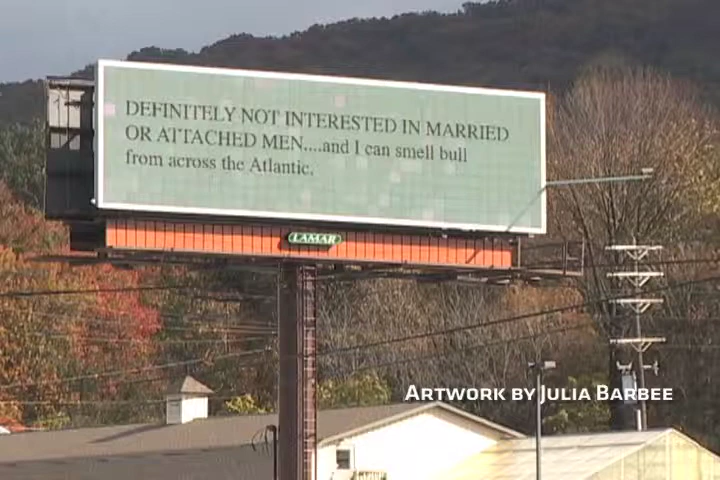 DEFINITELY NOT INTERESTED IN MARRIED
OR ATTACHED MEN....and I can smell bull
from across the Atlantic.
LAMAR
ARTWORK BY JULIA BARBEE